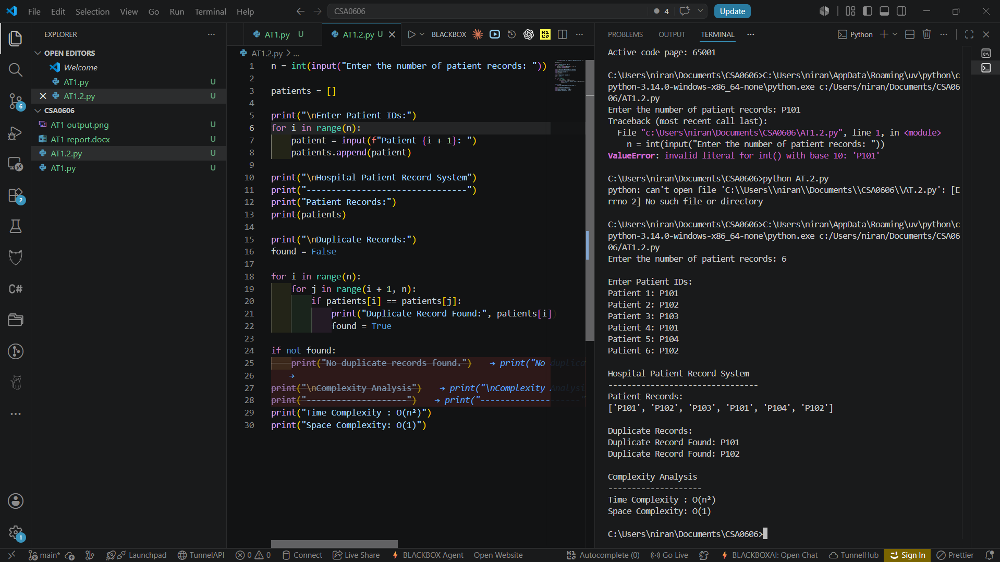 File Edit Selection View Go Run Terminal Help
CSA0606
4
Update
EXPLORER
OPEN EDITORS
Welcome
AT1.py U
AT1.2.py U
CSA0606
AT1 output.png U
AT1 report.docx U
AT1.2.py U
AT1.py U
6
2
C#
1
AT1.py U
AT1.2.py U
BLACKBOX
AT1.2.py > ...
1 n = int(input("Enter the number of patient records: "))
2
3 patients = []
4
5 print("\nEnter Patient IDs:")
6 for i in range(n):
7 patient = input(f"Patient {i + 1}: ")
8 patients.append(patient)
9
10 print("\nHospital Patient Record System")
11 print("--------------------------------")
12 print("Patient Records:")
13 print(patients)
14
15 print("\nDuplicate Records:")
16 found = False
17
18 for i in range(n):
19 for j in range(i + 1, n):
20 if patients[i] == patients[j]:
21 print("Duplicate Record Found:", patients[i])
22 found = True
23
24 if not found:
25 print("No duplicate records found.") → print("No duplica
26 →
27 print("\nComplexity Analysis") → print("\nComplexity Analysi
28 print("--------------------") → print("--------------------"
29 print("Time Complexity : O(n²)")
30 print("Space Complexity: O(1)")
PROBLEMS OUTPUT TERMINAL
Python
Active code page: 65001
C:\Users\niran\Documents\CSA0606>C:\Users\niran\AppData\Roaming\uv\python\c
python-3.14.0-windows-x86_64-none\python.exe c:/Users/niran/Documents/CSA06
06/AT1.2.py
Enter the number of patient records: P101
Traceback (most recent call last):
File "c:\Users\niran\Documents\CSA0606\AT1.2.py", line 1, in <module>
n = int(input("Enter the number of patient records: "))
ValueError: invalid literal for int() with base 10: 'P101'
C:\Users\niran\Documents\CSA0606>python AT.2.py
python: can't open file 'C:\\Users\\niran\\Documents\\CSA0606\\AT.2.py': [E
rrno 2] No such file or directory
C:\Users\niran\Documents\CSA0606>C:\Users\niran\AppData\Roaming\uv\python\c
python-3.14.0-windows-x86_64-none\python.exe c:/Users/niran/Documents/CSA06
06/AT1.2.py
Enter the number of patient records: 6
Enter Patient IDs:
Patient 1: P101
Patient 2: P102
Patient 3: P103
Patient 4: P101
Patient 5: P104
Patient 6: P102
Hospital Patient Record System
--------------------------------
Patient Records:
['P101', 'P102', 'P103', 'P101', 'P104', 'P102']
Duplicate Records:
Duplicate Record Found: P101
Duplicate Record Found: P102
Complexity Analysis
--------------------
Time Complexity : O(n²)
Space Complexity: O(1)
C:\Users\niran\Documents\CSA0606>
main* Launchpad TunnelAPI 0 0 Connect Live Share BLACKBOX Agent Open Website Autocomplete (0) Go Live BLACKBOXAI: Open Chat TunnelHub Sign In Prettier